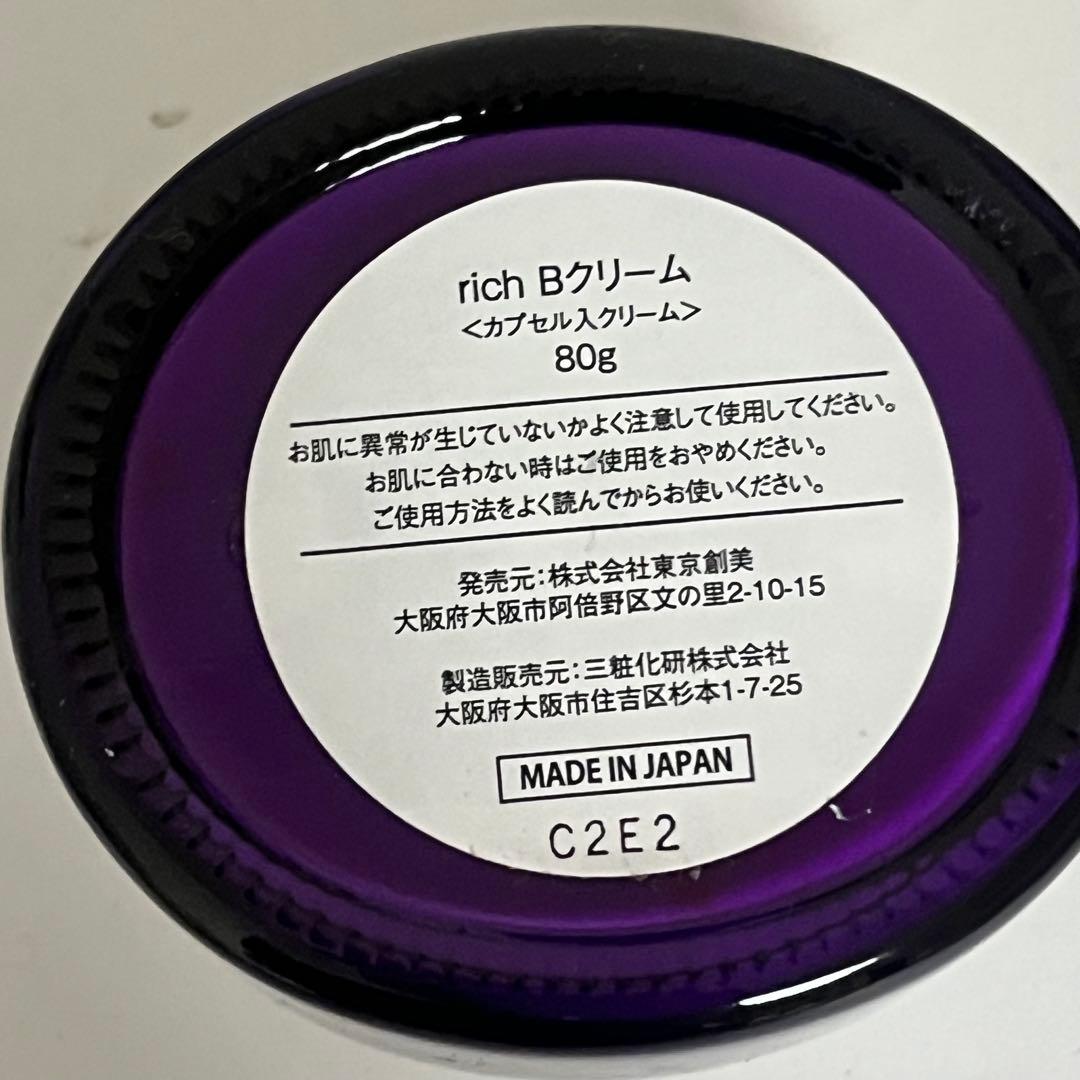 rich Bクリーム
<カプセル入クリーム>
80g
お肌に異常が生じていないかよく注意して使用してください。
お肌に合わない時はご使用をおやめください。
ご使用方法をよく読んでからお使いください。
発売元:株式会社東京創美
大阪府大阪市阿倍野区文の里2-10-15
製造販売元:三粧化研株式会社
大阪府大阪市住吉区杉本1-7-25
MADE IN JAPAN
C2E2